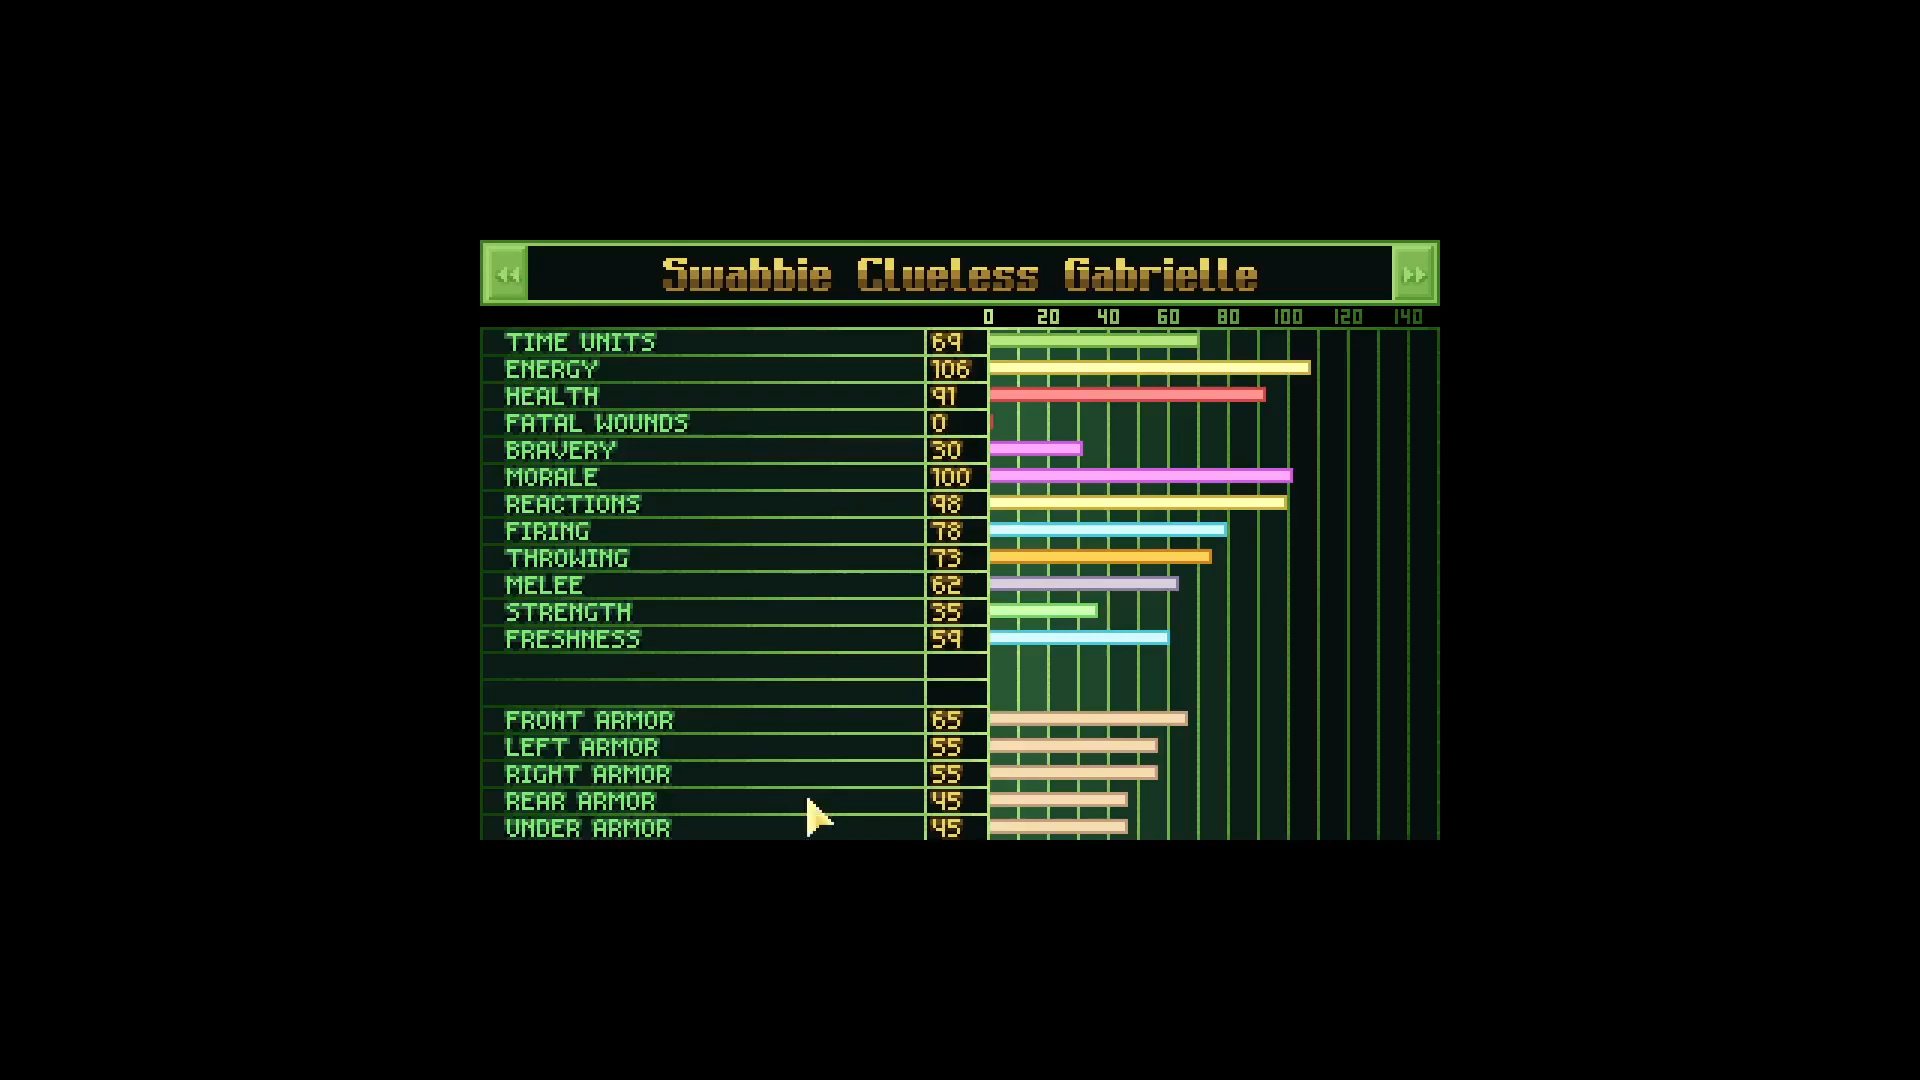 Swabbie Clueless Gabrielle
0 20 40 60 80 100 120 140
TIME UNITS 69
ENERGY 106
HEALTH 91
FATAL WOUNDS 0
BRAVERY 30
MORALE 100
REACTIONS 98
FIRING 78
THROWING 73
MELEE 62
STRENGTH 35
FRESHNESS 59
FRONT ARMOR 65
LEFT ARMOR 55
RIGHT ARMOR 55
REAR ARMOR 45
UNDER ARMOR 45